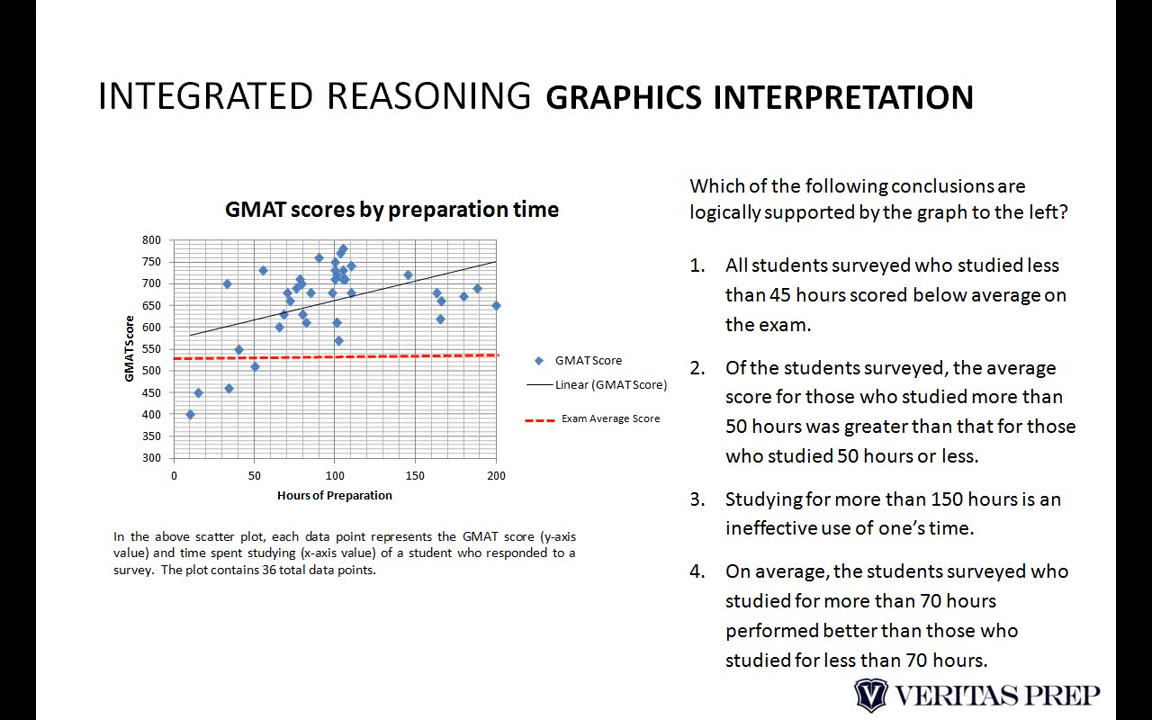 INTEGRATED REASONING GRAPHICS INTERPRETATION
GMAT scores by preparation time
800
750
700
650
600
550
500
450
400
350
300
GMAT Score
0 50 100 150 200
Hours of Preparation
GMAT Score
Linear (GMAT Score)
Exam Average Score
In the above scatter plot, each data point represents the GMAT score (y-axis
value) and time spent studying (x-axis value) of a student who responded to a
survey. The plot contains 36 total data points.
Which of the following conclusions are
logically supported by the graph to the left?
1. All students surveyed who studied less
than 45 hours scored below average on
the exam.
2. Of the students surveyed, the average
score for those who studied more than
50 hours was greater than that for those
who studied 50 hours or less.
3. Studying for more than 150 hours is an
ineffective use of one's time.
4. On average, the students surveyed who
studied for more than 70 hours
performed better than those who
studied for less than 70 hours.
V VERITAS PREP